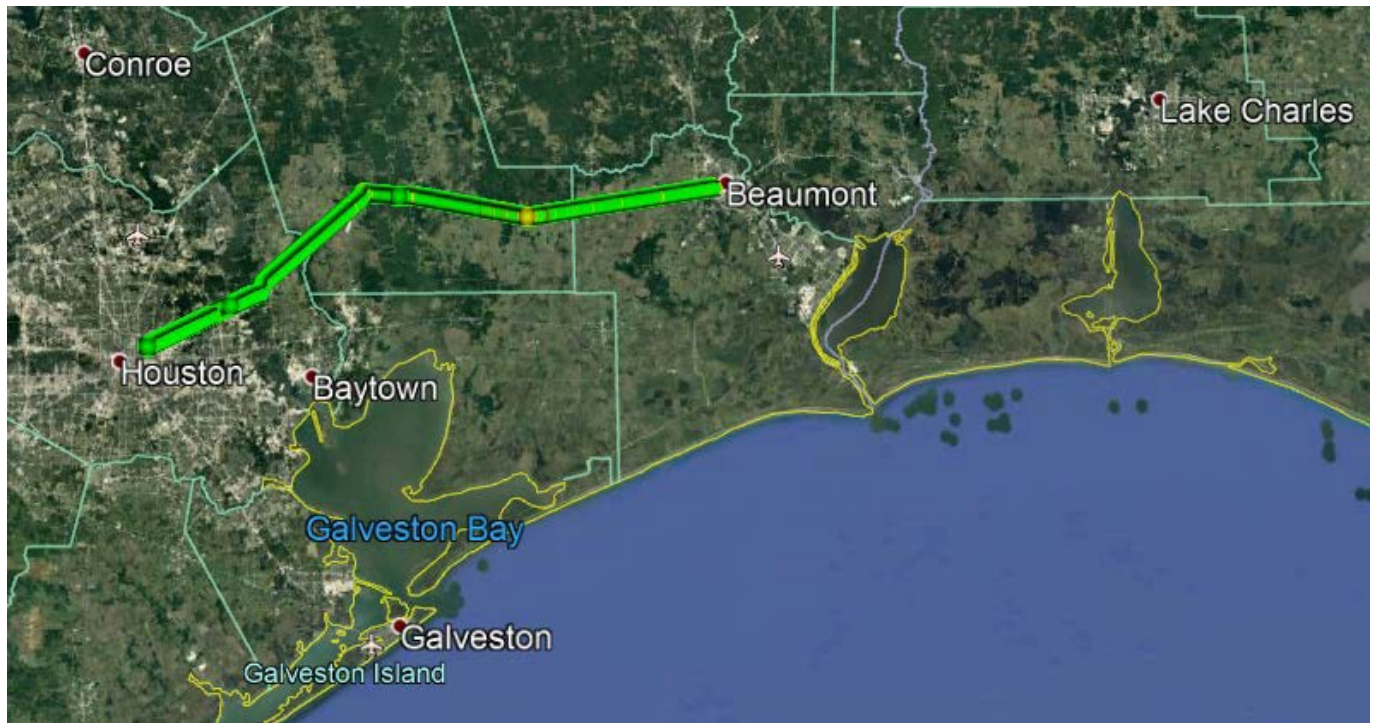 Conroe
Lake Charles
Beaumont
Houston
Baytown
Galveston Bay
Galveston
Galveston Island